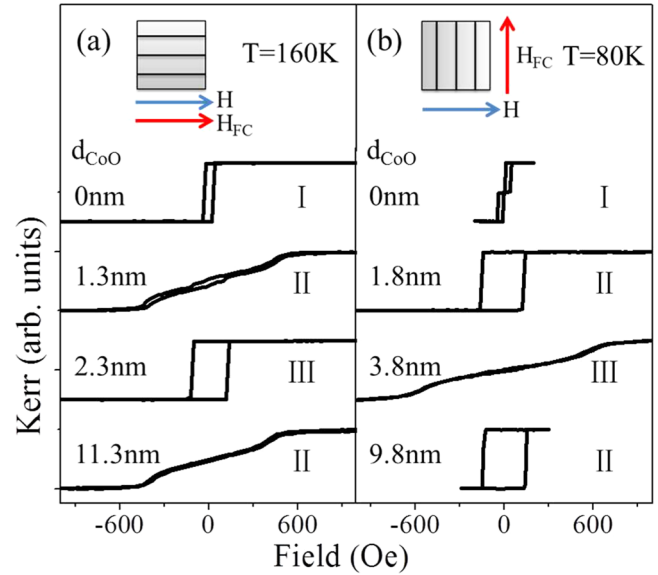 (a)
T=160K
H
H_FC
d_CoO
0nm
I
1.3nm
II
2.3nm
III
11.3nm
II
(b)
H_FC
T=80K
H
d_CoO
0nm
I
1.8nm
II
3.8nm
III
9.8nm
II
Kerr (arb. units)
-600
0
600
-600
0
600
Field (Oe)